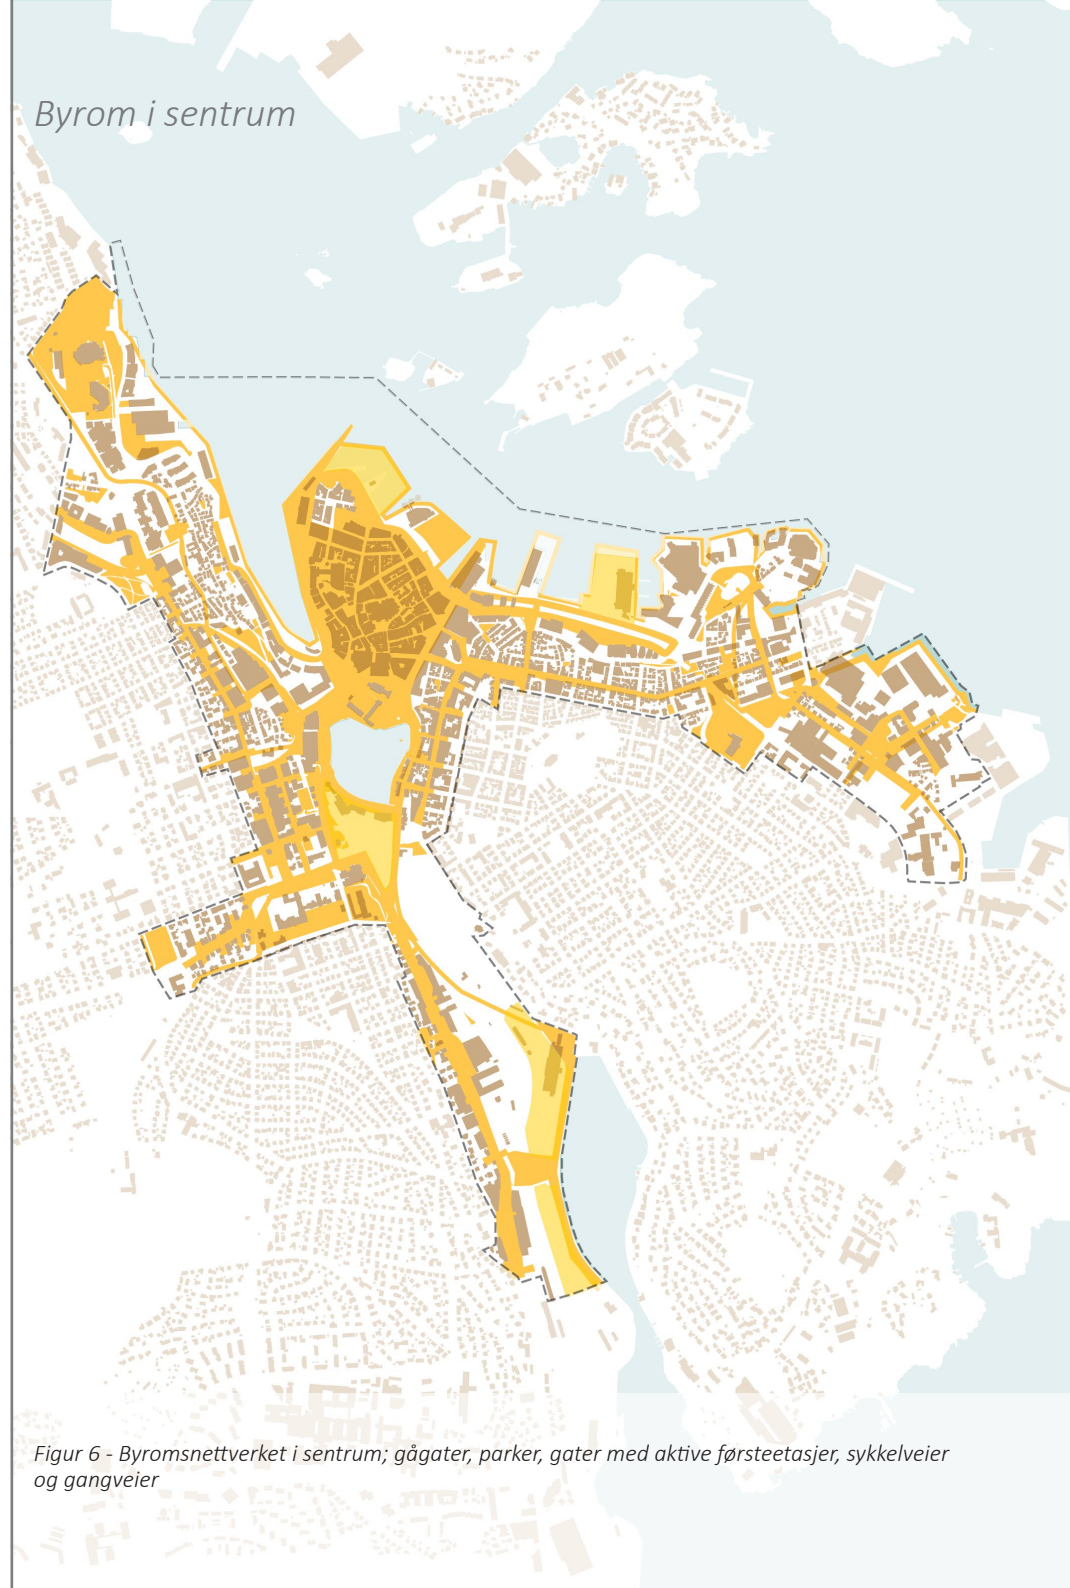 Byrom i sentrum
Figur 6 - Byromsnettverket i sentrum; gågater, parker, gater med aktive førsteetasjer, sykkelveier
og gangveier